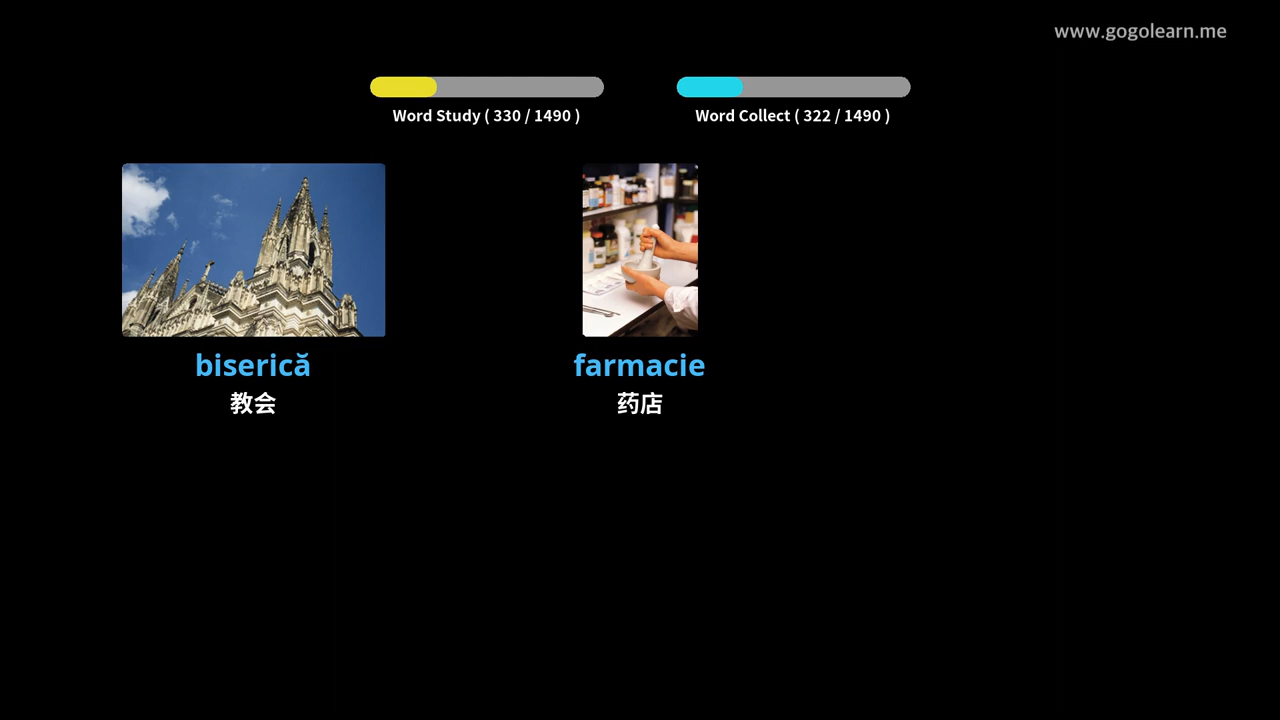 www.gogolearn.me
Word Study ( 330 / 1490 )
Word Collect ( 322 / 1490 )
biserică
教会
farmacie
药店